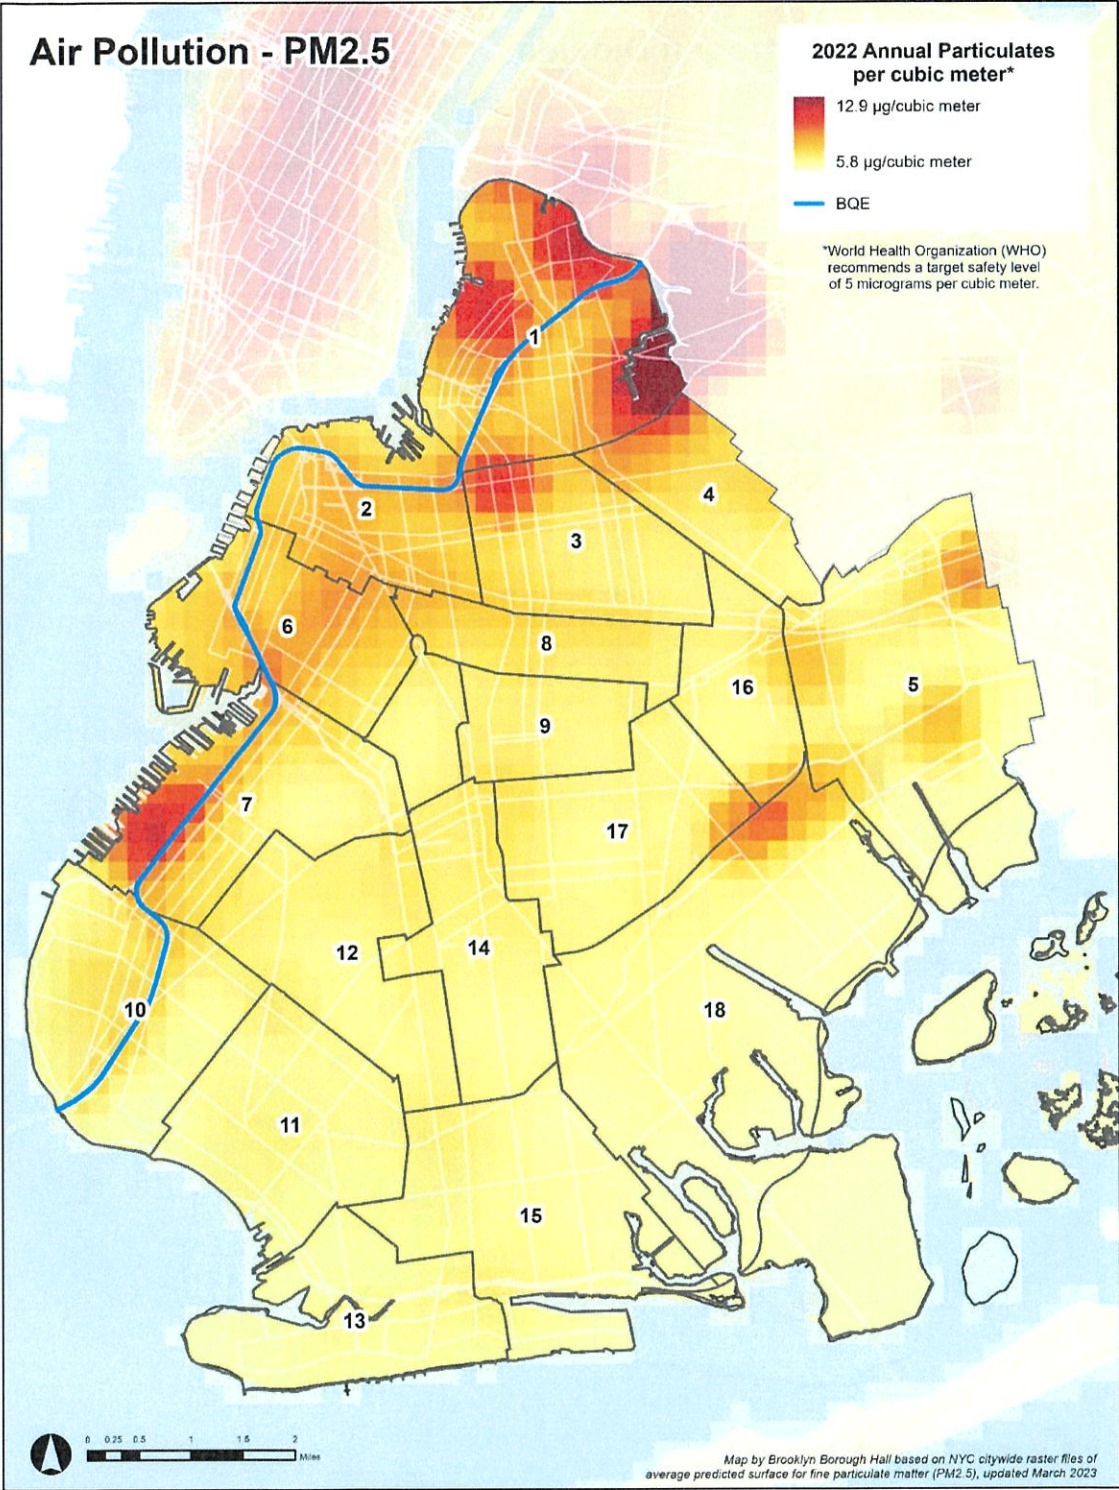 Air Pollution - PM2.5
2022 Annual Particulates
per cubic meter*
12.9 µg/cubic meter
5.8 µg/cubic meter
BQE
*World Health Organization (WHO)
recommends a target safety level
of 5 micrograms per cubic meter.
1
2
4
3
6
8
16
5
9
7
17
12
14
10
18
11
15
13
0 0.25 0.5 1 1.5 2
Miles
Map by Brooklyn Borough Hall based on NYC citywide raster files of
average predicted surface for fine particulate matter (PM2.5), updated March 2023